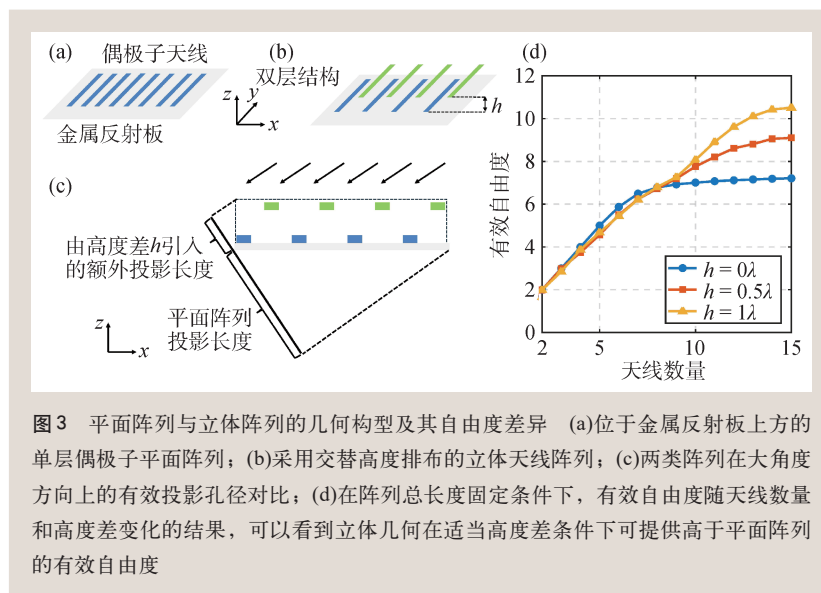 (a)
偶极子天线
金属反射板
(b)
双层结构
z
y
x
h
(c)
由高度差h引入
的额外投影长度
平面阵列
投影长度
z
x
(d)
有效自由度
12
10
8
6
4
2
0
2
5
10
15
天线数量
h = 0λ
h = 0.5λ
h = 1λ
图3 平面阵列与立体阵列的几何构型及其自由度差异 (a)位于金属反射板上方的
单层偶极子平面阵列；(b)采用交替高度排布的立体天线阵列；(c)两类阵列在大角度
方向上的有效投影孔径对比；(d)在阵列总长度固定条件下，有效自由度随天线数量
和高度差变化的结果，可以看到立体几何在适当高度差条件下可提供高于平面阵列
的有效自由度